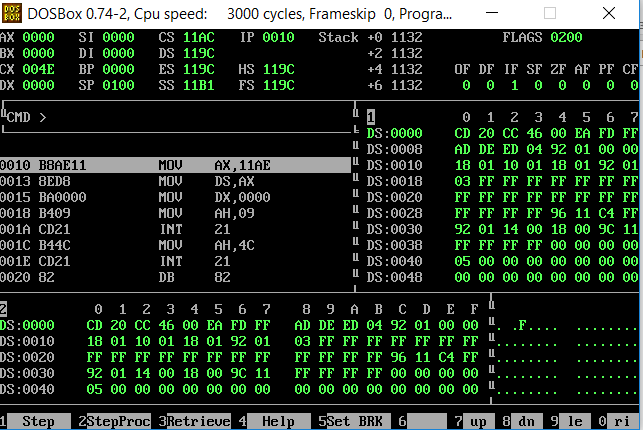 DOS BOX DOSBox 0.74-2, Cpu speed: 3000 cycles, Frameskip 0, Progra...
AX 0000 SI 0000 CS 11AC IP 0010 Stack +0 1132 FLAGS 0200
BX 0000 DI 0000 DS 119C +2 1132
CX 004E BP 0000 ES 119C HS 119C +4 1132 OF DF IF SF ZF AF PF CF
DX 0000 SP 0100 SS 11B1 FS 119C +6 1132 0 0 1 0 0 0 0 0
CMD > 1 0 1 2 3 4 5 6 7
DS:0000 CD 20 CC 46 00 EA FD FF
DS:0008 AD DE ED 04 92 01 00 00
0010 B8AE11 MOV AX,11AE DS:0010 18 01 10 01 18 01 92 01
0013 8ED8 MOV DS,AX DS:0018 03 FF FF FF FF FF FF FF
0015 BA0000 MOV DX,0000 DS:0020 FF FF FF FF FF FF FF FF
0018 B409 MOV AH,09 DS:0028 FF FF FF FF 96 11 C4 FF
001A CD21 INT 21 DS:0030 92 01 14 00 18 00 9C 11
001C B44C MOV AH,4C DS:0038 FF FF FF FF 00 00 00 00
001E CD21 INT 21 DS:0040 05 00 00 00 00 00 00 00
0020 82 DB 82 DS:0048 00 00 00 00 00 00 00 00
2 0 1 2 3 4 5 6 7 8 9 A B C D E F
DS:0000 CD 20 CC 46 00 EA FD FF AD DE ED 04 92 01 00 00 . .F.... ........
DS:0010 18 01 10 01 18 01 92 01 03 FF FF FF FF FF FF FF ........ ........
DS:0020 FF FF FF FF FF FF FF FF FF FF FF FF 96 11 C4 FF ........ ........
DS:0030 92 01 14 00 18 00 9C 11 FF FF FF FF 00 00 00 00 ........ ........
DS:0040 05 00 00 00 00 00 00 00 00 00 00 00 00 00 00 00 ........ ........
1 Step 2StepProc 3Retrieve 4 Help 5Set BRK 6 7 up 8 dn 9 le 0 ri